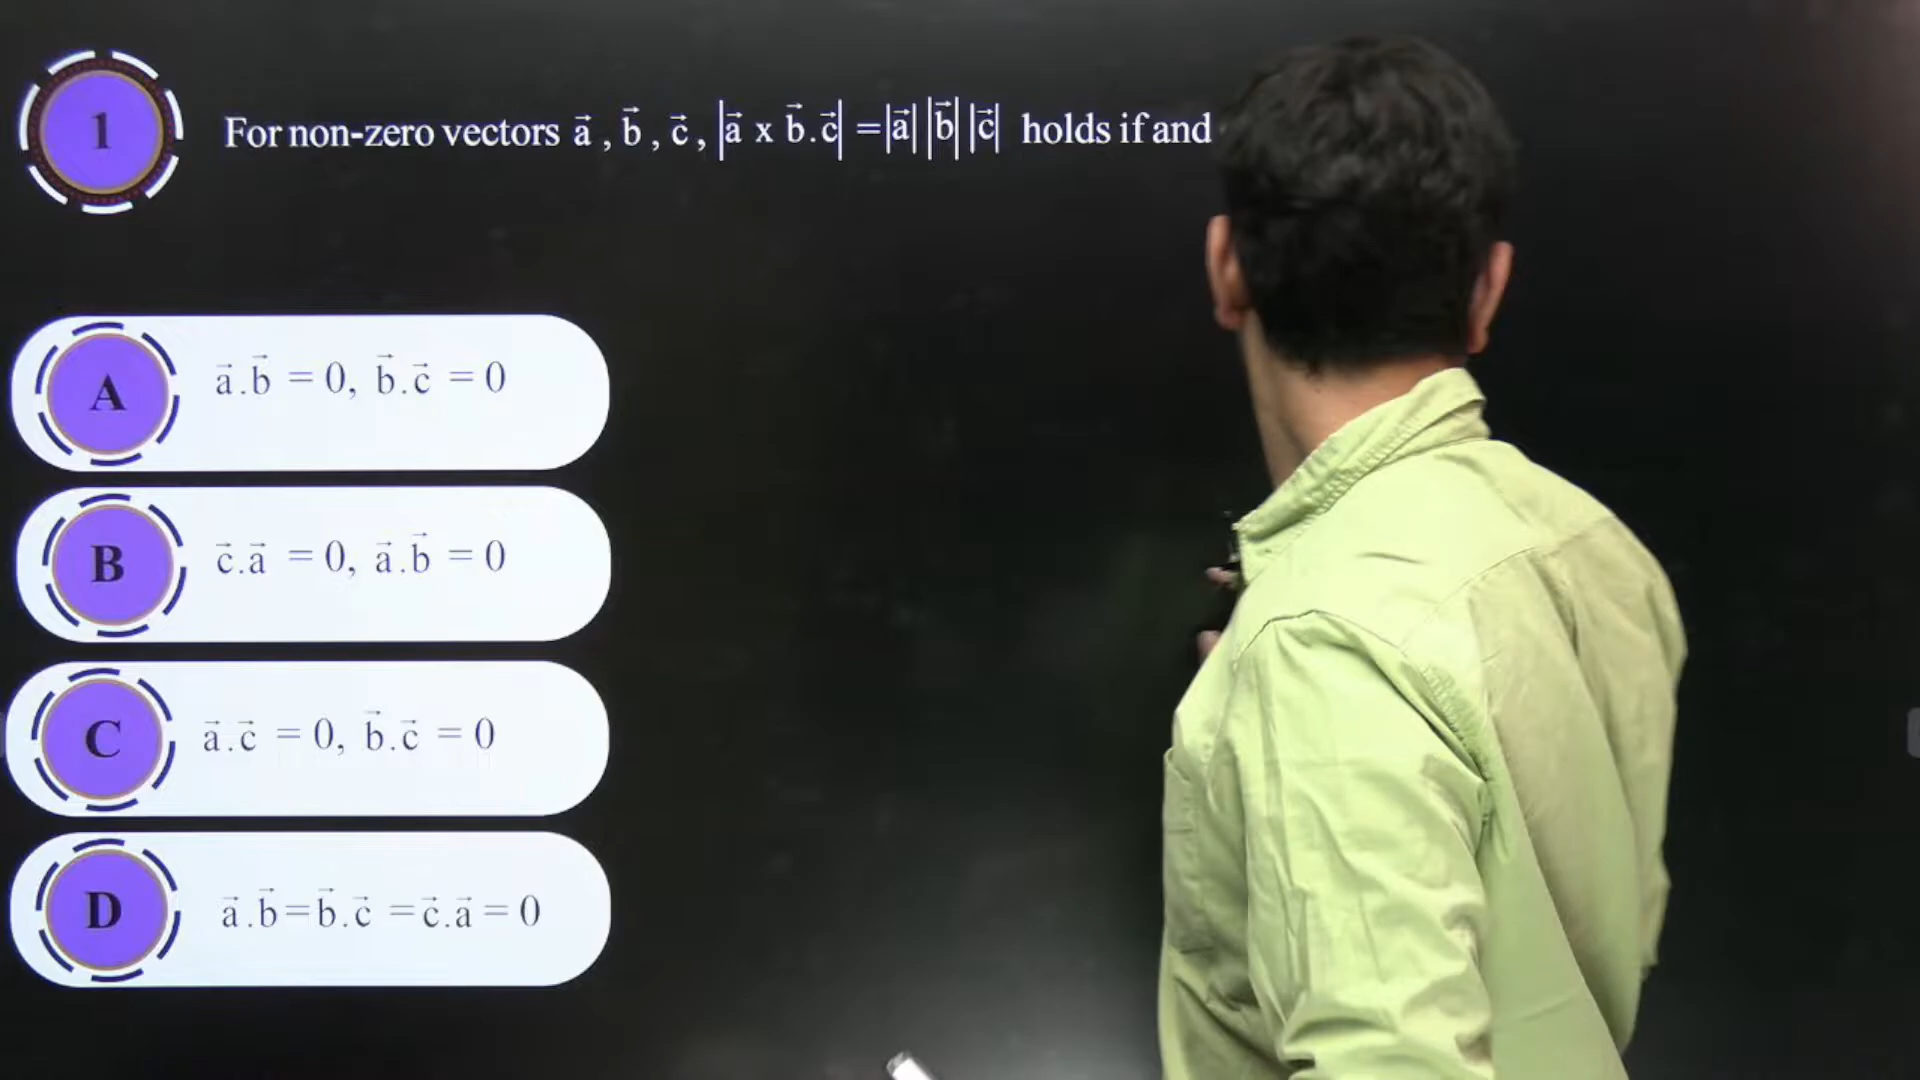 1
For non-zero vectors a⃗ , b⃗ , c⃗ , |a⃗ x b⃗ . c⃗| = |a⃗| |b⃗| |c⃗| holds if and
A
a⃗ . b⃗ = 0, b⃗ . c⃗ = 0
B
c⃗ . a⃗ = 0, a⃗ . b⃗ = 0
C
a⃗ . c⃗ = 0, b⃗ . c⃗ = 0
D
a⃗ . b⃗ = b⃗ . c⃗ = c⃗ . a⃗ = 0